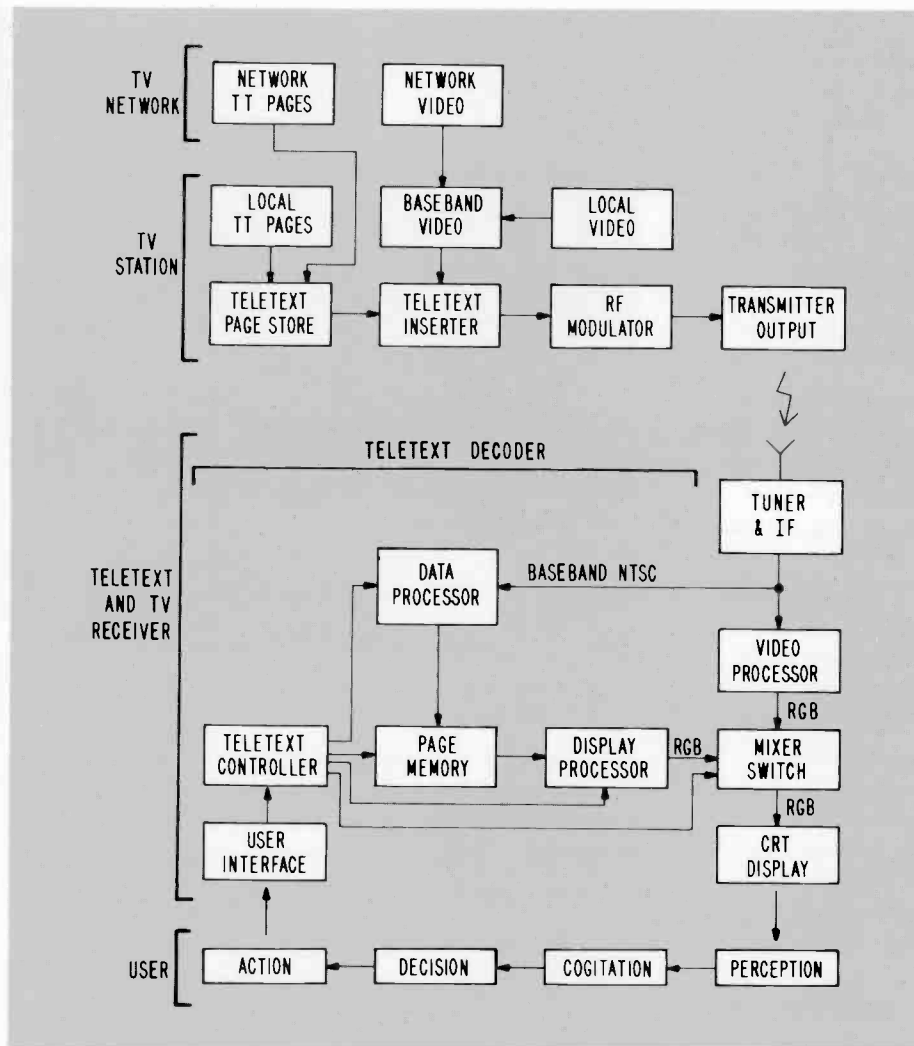 TV
NETWORK
NETWORK
TT PAGES
NETWORK
VIDEO
TV
STATION
LOCAL
TT PAGES
BASEBAND
VIDEO
LOCAL
VIDEO
TELETEXT
PAGE STORE
TELETEXT
INSERTER
RF
MODULATOR
TRANSMITTER
OUTPUT
TELETEXT DECODER
TUNER
& IF
TELETEXT
AND TV
RECEIVER
DATA
PROCESSOR
BASEBAND NTSC
VIDEO
PROCESSOR
RGB
TELETEXT
CONTROLLER
PAGE
MEMORY
DISPLAY
PROCESSOR
RGB
MIXER
SWITCH
RGB
USER
INTERFACE
CRT
DISPLAY
USER
ACTION
DECISION
COGITATION
PERCEPTION